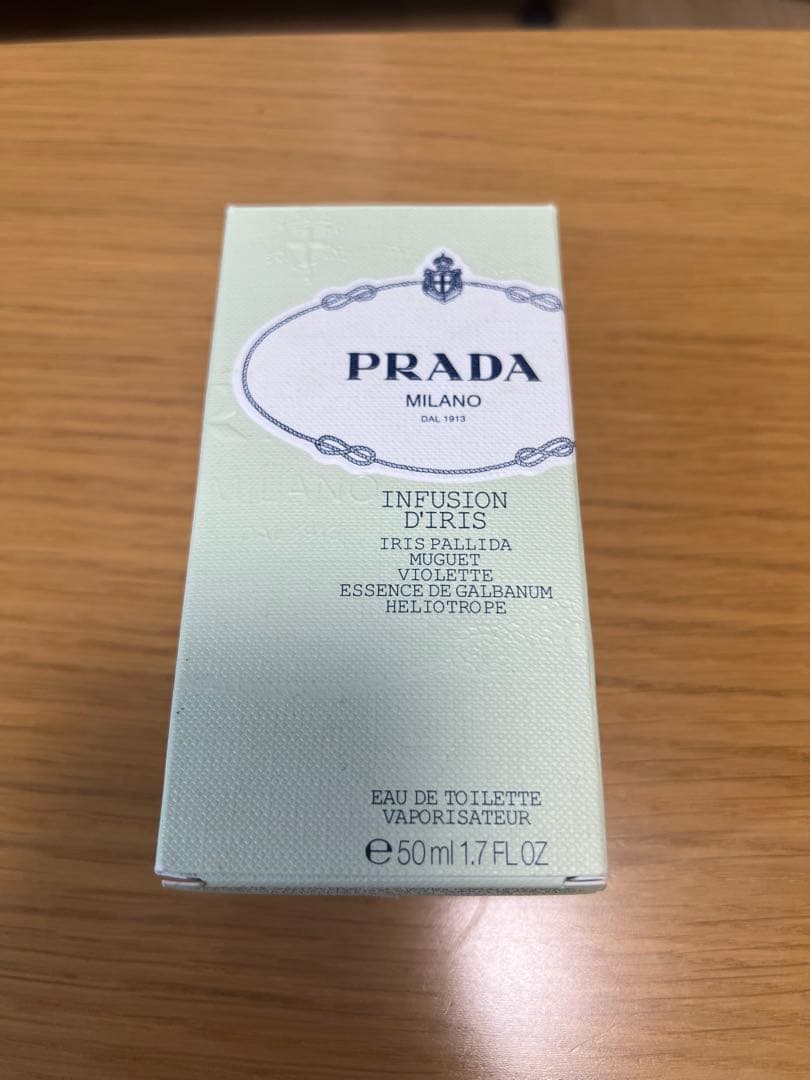 PRADA
MILANO
DAL 1913
INFUSION
D'IRIS
IRIS PALLIDA
MUGUET
VIOLETTE
ESSENCE DE GALBANUM
HELIOTROPE
EAU DE TOILETTE
VAPORISATEUR
℮50ml 1.7 FL OZ